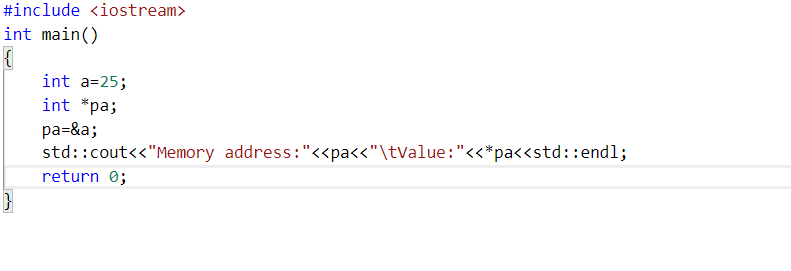 #include <iostream>
int main()
{
    int a=25;
    int *pa;
    pa=&a;
    std::cout<<"Memory address:"<<pa<<"\tValue:"<<*pa<<std::endl;
    return 0;
}